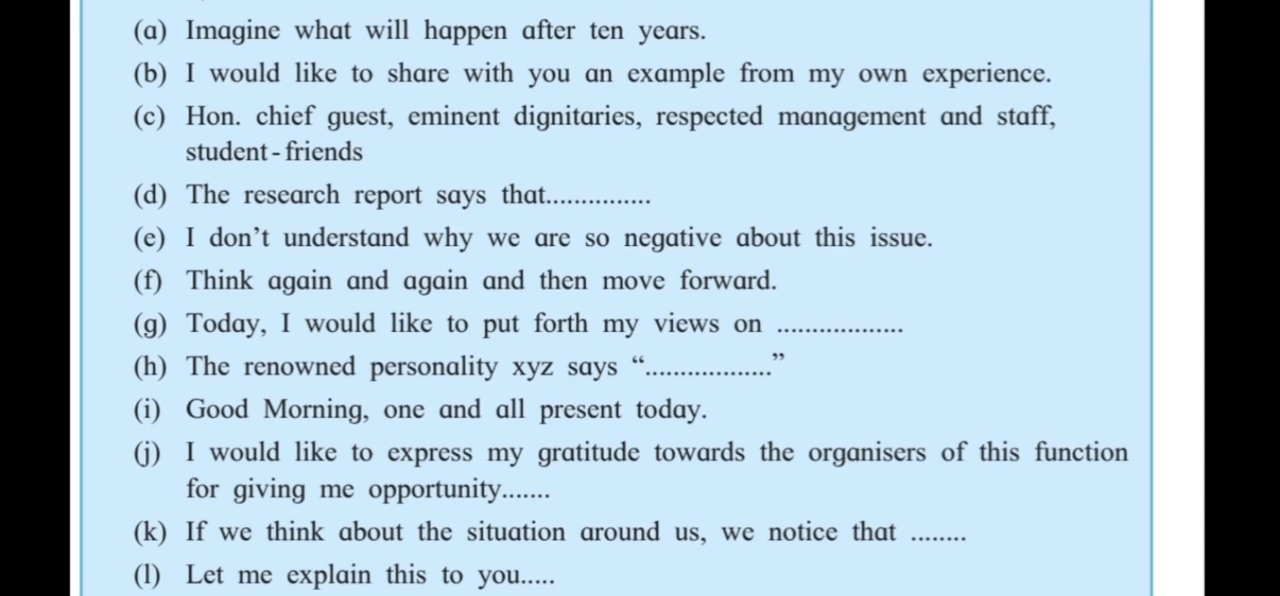 (a) Imagine what will happen after ten years.
(b) I would like to share with you an example from my own experience.
(c) Hon. chief guest, eminent dignitaries, respected management and staff,
student-friends
(d) The research report says that...............
(e) I don’t understand why we are so negative about this issue.
(f) Think again and again and then move forward.
(g) Today, I would like to put forth my views on ..................
(h) The renowned personality xyz says “..................”
(i) Good Morning, one and all present today.
(j) I would like to express my gratitude towards the organisers of this function
for giving me opportunity.......
(k) If we think about the situation around us, we notice that ........
(l) Let me explain this to you.....